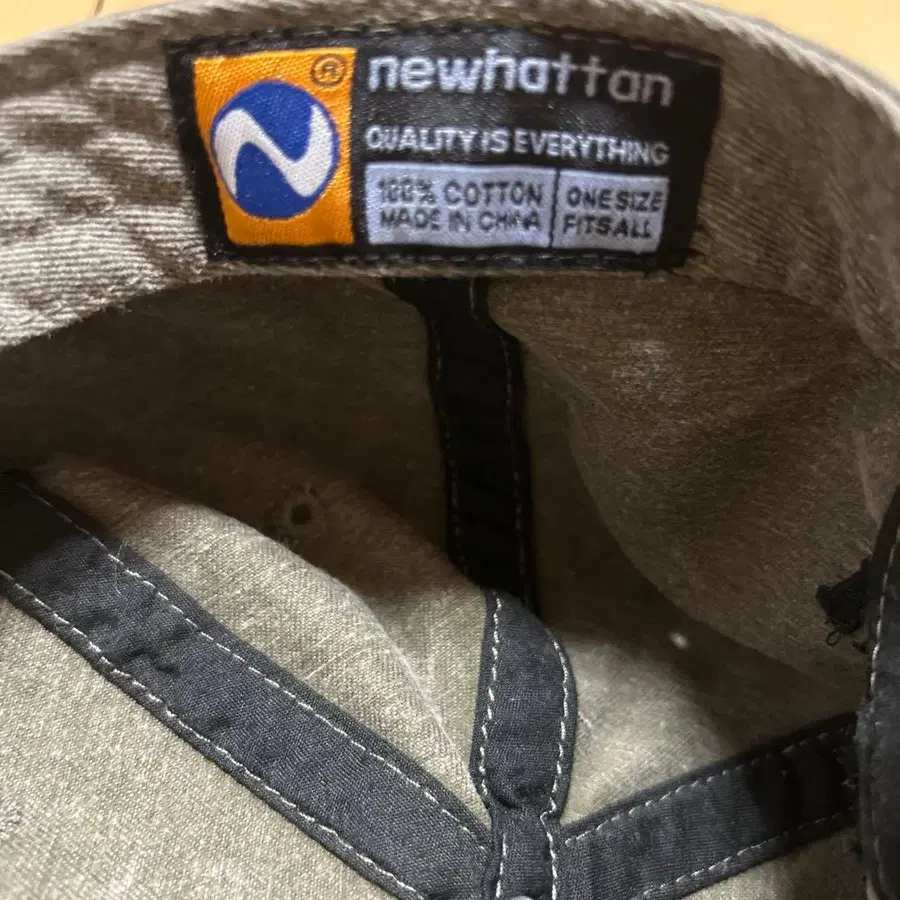 ® newhattan
QUALITY IS EVERYTHING
100% COTTON
MADE IN CHINA
ONE SIZE
FITS ALL